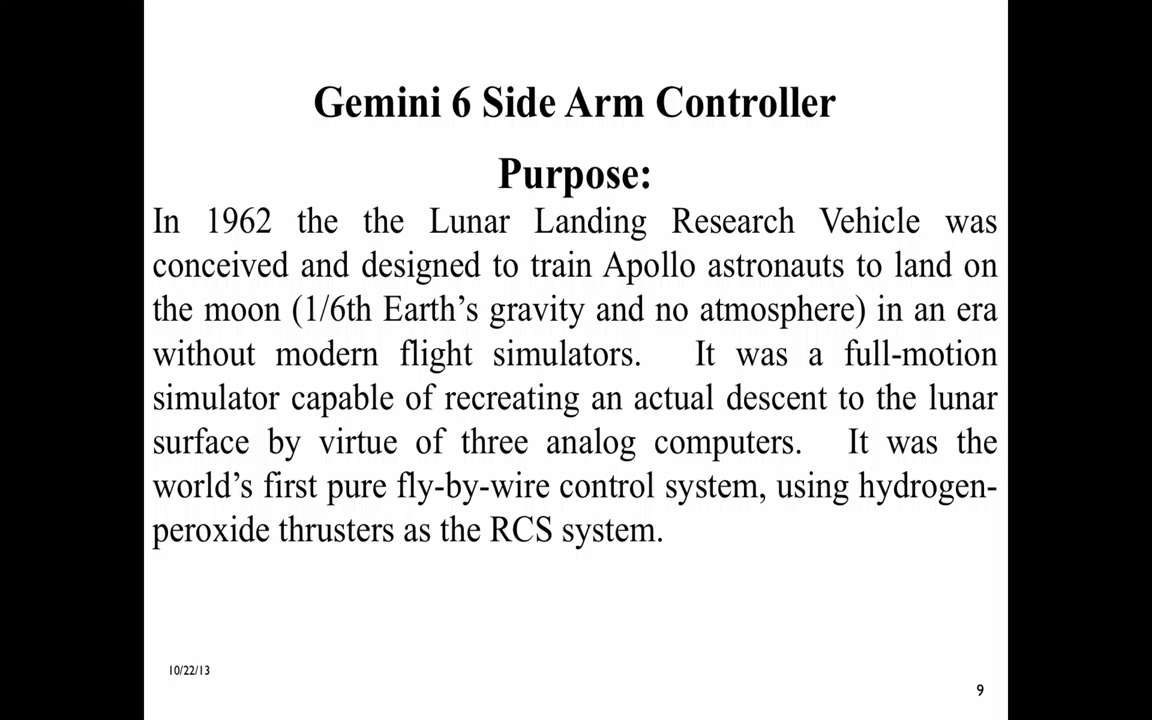 Gemini 6 Side Arm Controller
Purpose:
In 1962 the the Lunar Landing Research Vehicle was
conceived and designed to train Apollo astronauts to land on
the moon (1/6th Earth’s gravity and no atmosphere) in an era
without modern flight simulators. It was a full-motion
simulator capable of recreating an actual descent to the lunar
surface by virtue of three analog computers. It was the
world’s first pure fly-by-wire control system, using hydrogen-
peroxide thrusters as the RCS system.
10/22/13
9